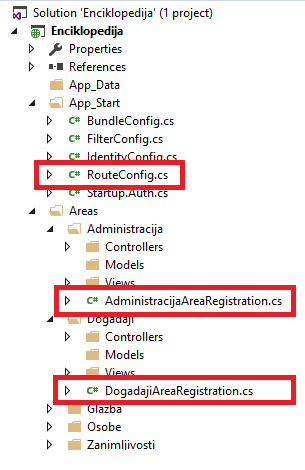 Solution 'Enciklopedija' (1 project)
Enciklopedija
Properties
References
App_Data
App_Start
BundleConfig.cs
FilterConfig.cs
IdentityConfig.cs
RouteConfig.cs
Startup.Auth.cs
Areas
Administracija
Controllers
Models
Views
AdministracijaAreaRegistration.cs
Dogadaji
Controllers
Models
Views
DogadajiAreaRegistration.cs
Glazba
Osobe
Zanimljivosti